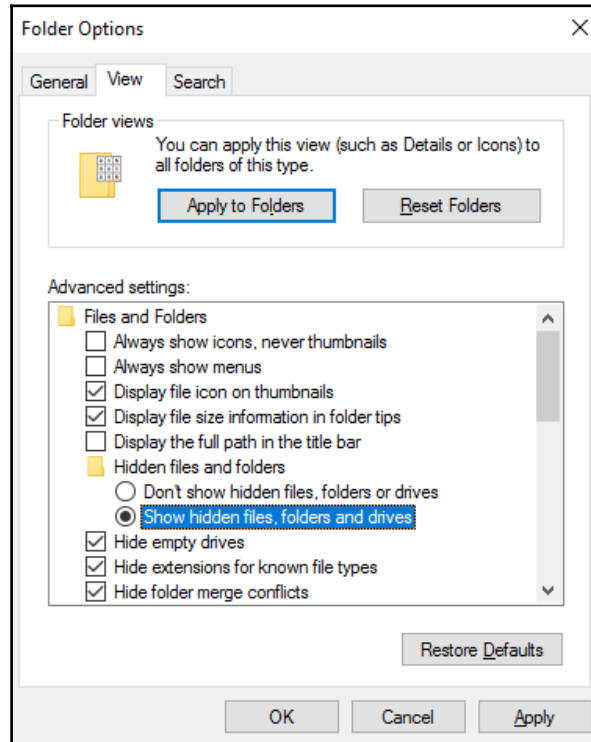 Folder Options
General View Search
Folder views
You can apply this view (such as Details or Icons) to
all folders of this type.
Apply to Folders Reset Folders
Advanced settings:
Files and Folders
Always show icons, never thumbnails
Always show menus
Display file icon on thumbnails
Display file size information in folder tips
Display the full path in the title bar
Hidden files and folders
Don't show hidden files, folders or drives
Show hidden files, folders and drives
Hide empty drives
Hide extensions for known file types
Hide folder merge conflicts
Restore Defaults
OK Cancel Apply